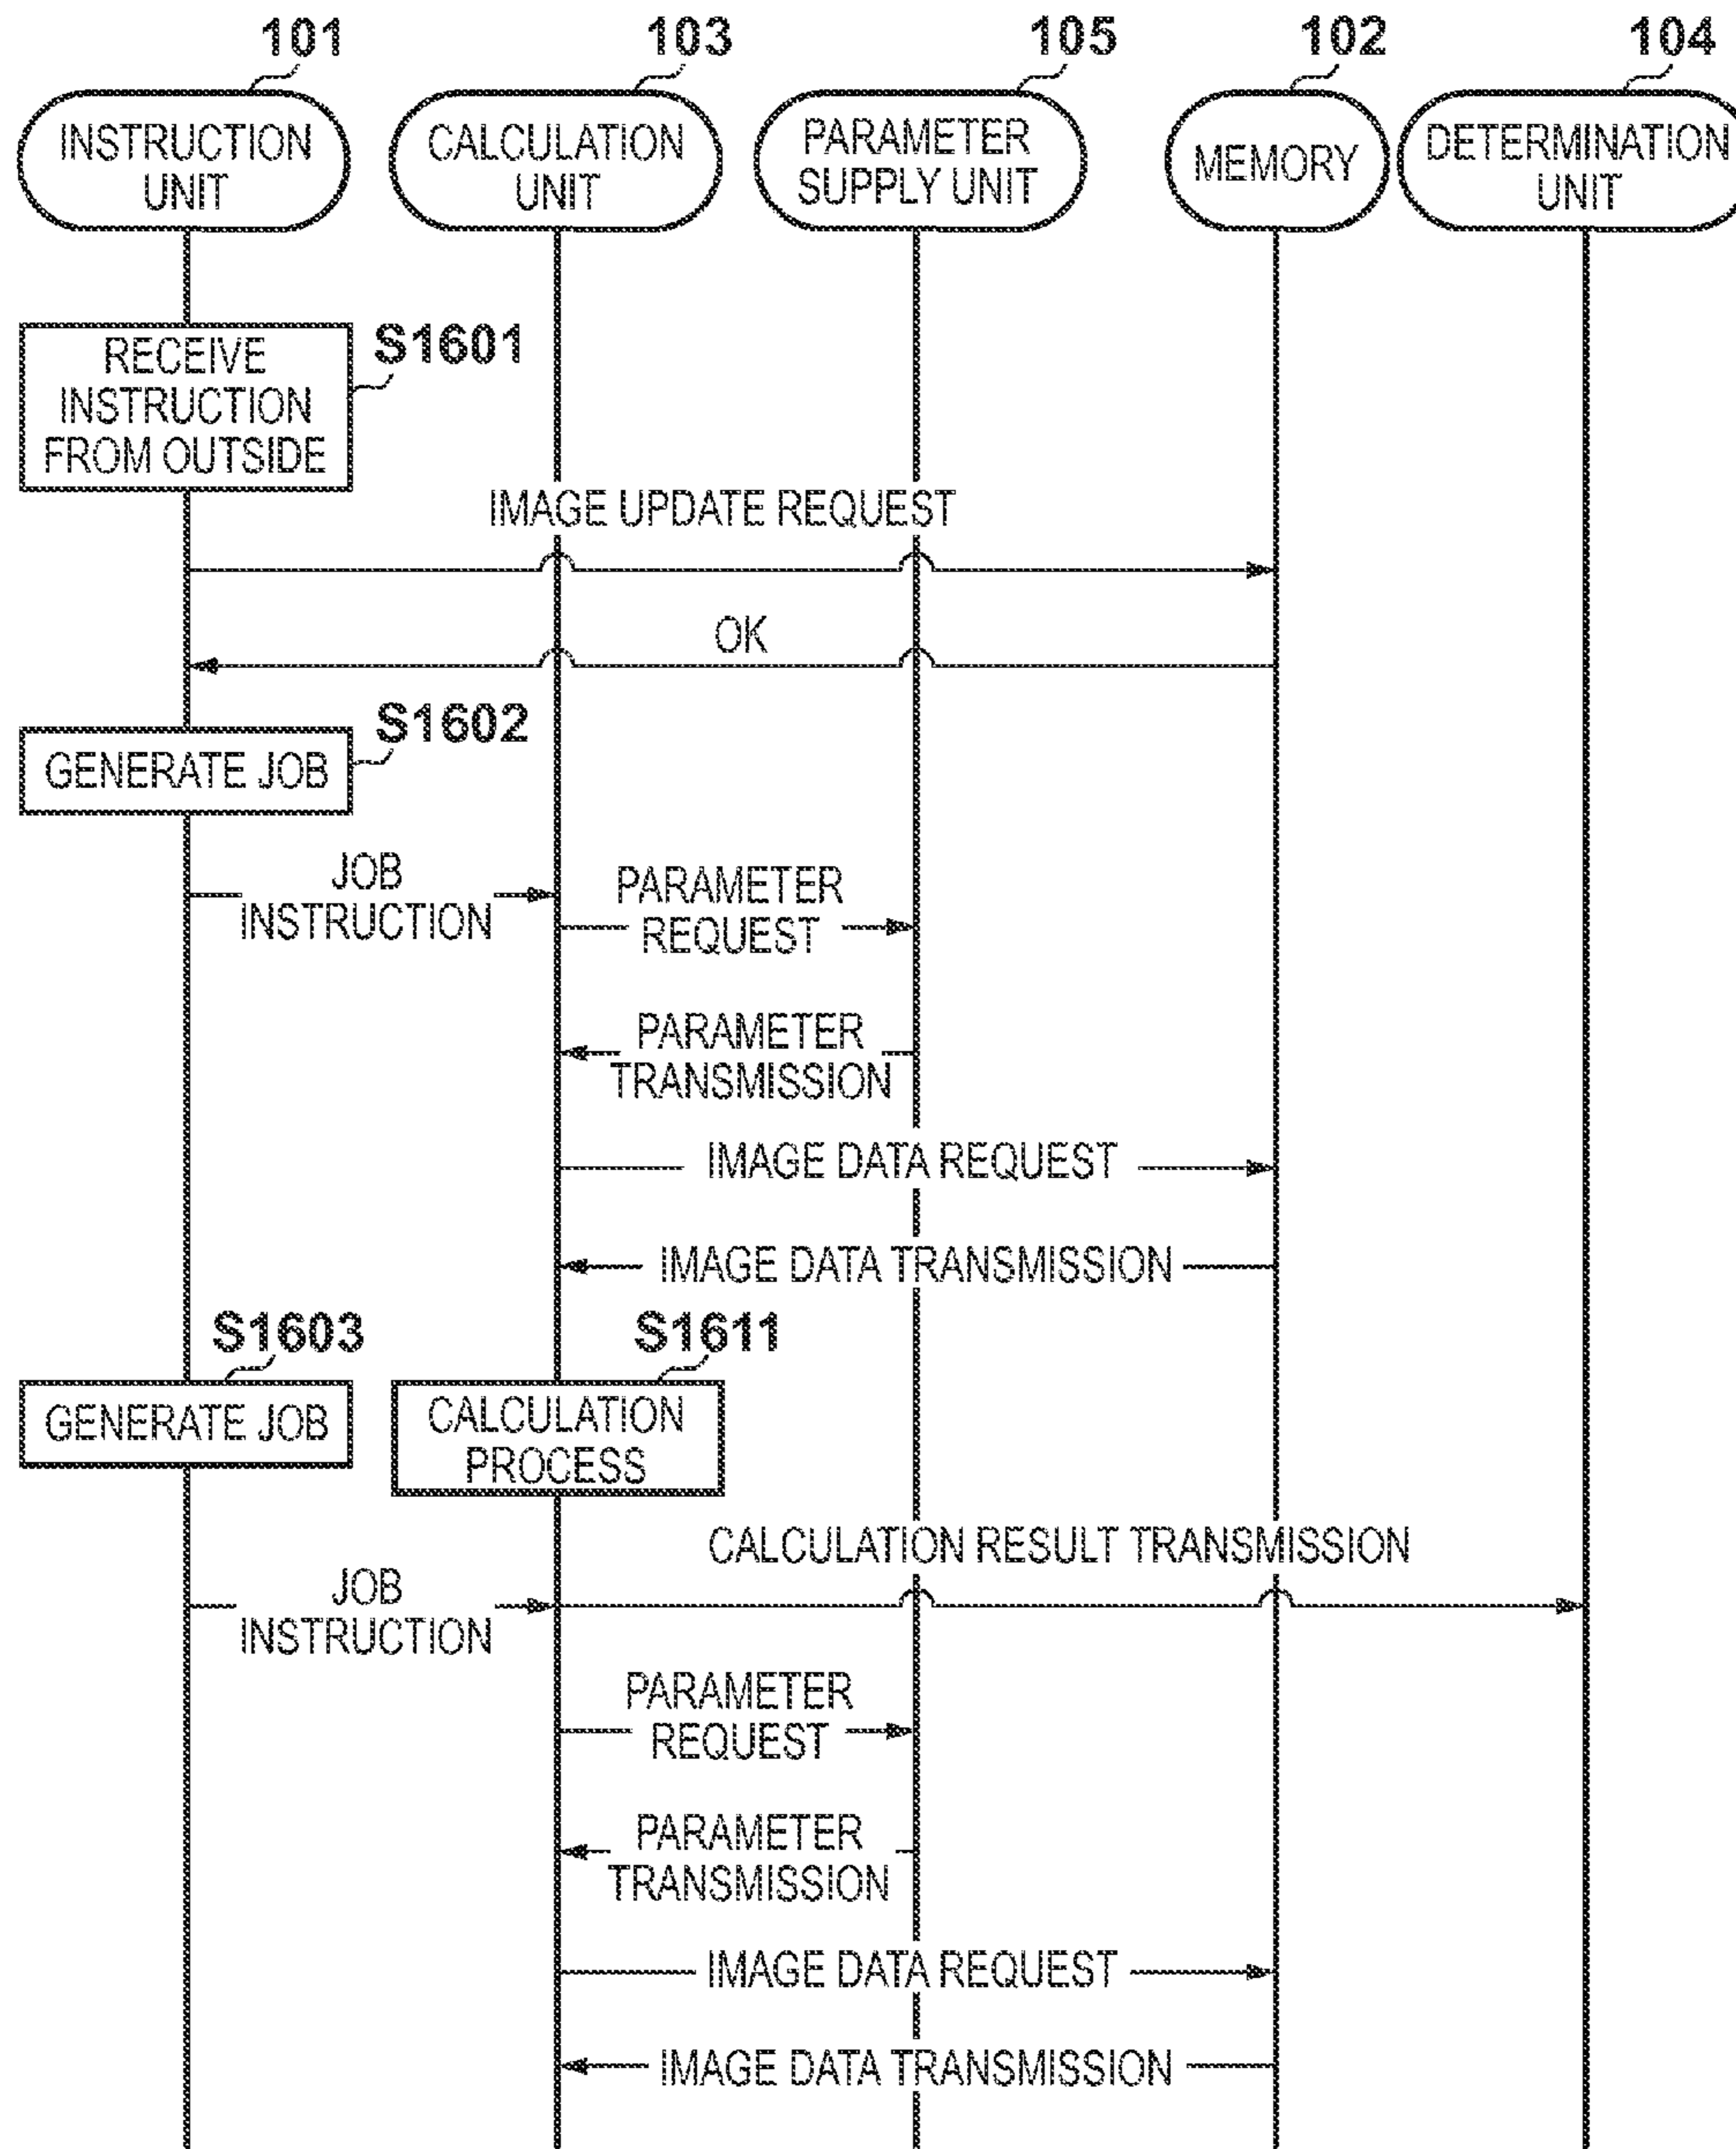 101
103
105
102
104
INSTRUCTION
UNIT
CALCULATION
UNIT
PARAMETER
SUPPLY UNIT
MEMORY
DETERMINATION
UNIT
RECEIVE
INSTRUCTION
FROM OUTSIDE
S1601
IMAGE UPDATE REQUEST
OK
S1602
GENERATE JOB
JOB
INSTRUCTION
PARAMETER
REQUEST
PARAMETER
TRANSMISSION
IMAGE DATA REQUEST
IMAGE DATA TRANSMISSION
S1603
S1611
GENERATE JOB
CALCULATION
PROCESS
CALCULATION RESULT TRANSMISSION
JOB
INSTRUCTION
PARAMETER
REQUEST
PARAMETER
TRANSMISSION
IMAGE DATA REQUEST
IMAGE DATA TRANSMISSION